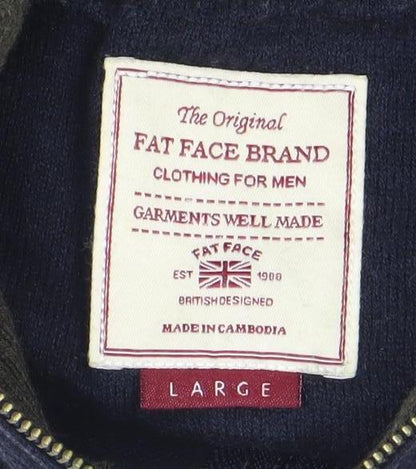 The Original
FAT FACE BRAND
CLOTHING FOR MEN
GARMENTS WELL MADE
FAT FACE
EST 1988
BRITISH DESIGNED
MADE IN CAMBODIA
LARGE